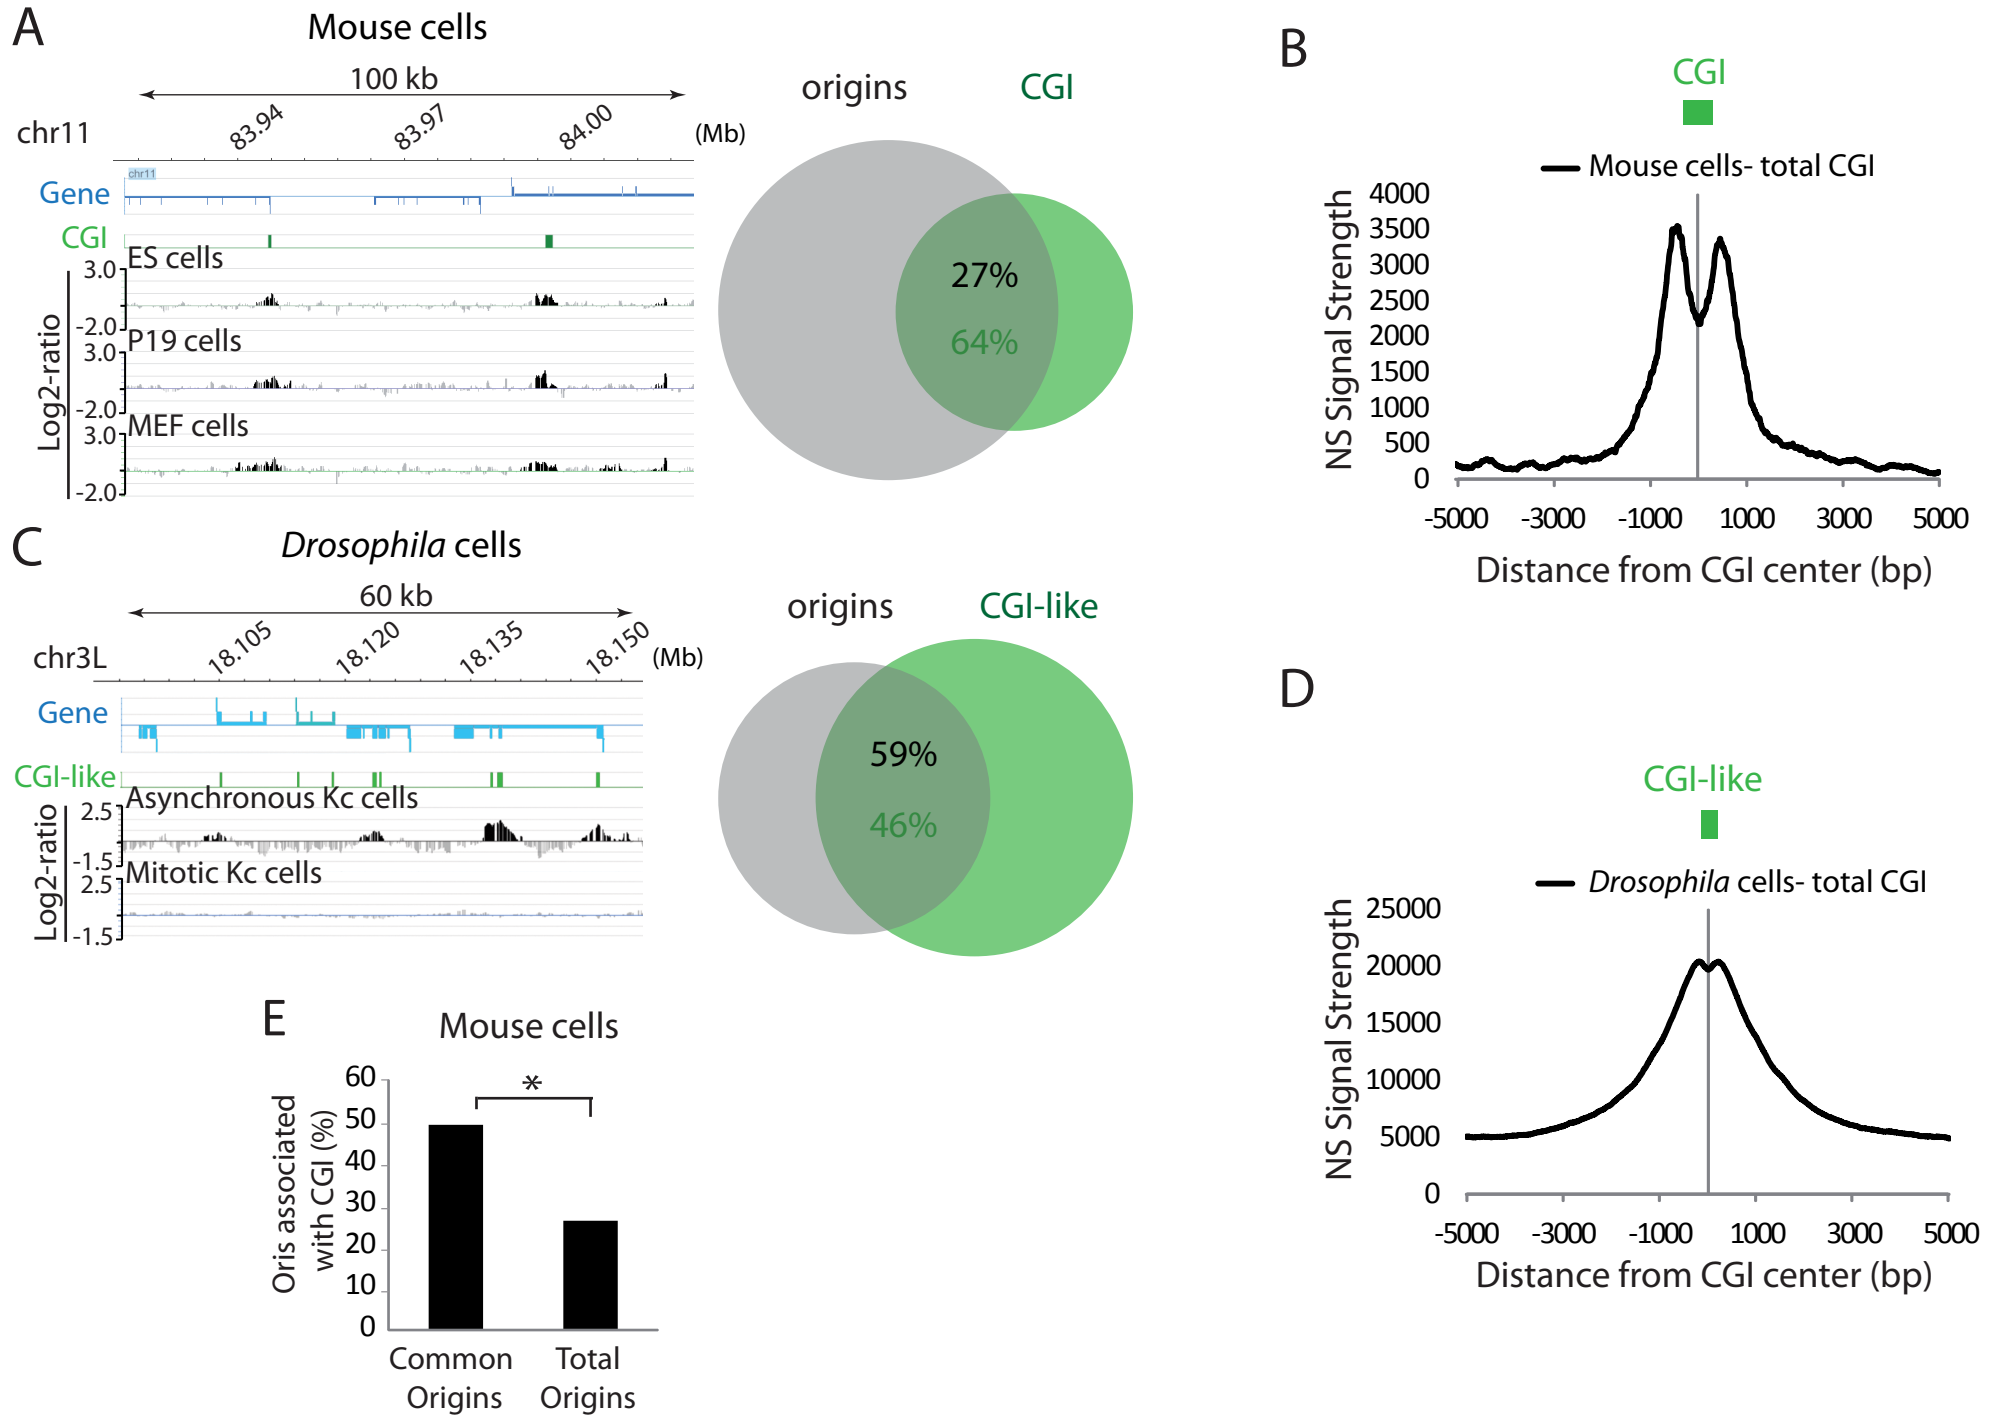 A
Mouse cells
100 kb
chr11
83.94
83.97
84.00
(Mb)
chr11
Gene
CGI
ES cells
3.0
-2.0
P19 cells
3.0
-2.0
MEF cells
3.0
-2.0
Log2-ratio
origins
CGI
27%
64%
B
CGI
Mouse cells- total CGI
NS Signal Strength
4000
3500
3000
2500
2000
1500
1000
500
0
-5000
-3000
-1000
1000
3000
5000
Distance from CGI center (bp)
C
Drosophila cells
60 kb
chr3L
18.105
18.120
18.135
18.150
(Mb)
Gene
CGI-like
Asynchronous Kc cells
2.5
-1.5
Mitotic Kc cells
2.5
-1.5
Log2-ratio
origins
CGI-like
59%
46%
D
CGI-like
Drosophila cells- total CGI
NS Signal Strength
25000
20000
15000
10000
5000
0
-5000
-3000
-1000
1000
3000
5000
Distance from CGI center (bp)
E
Mouse cells
Oris associated
with CGI (%)
60
50
40
30
20
10
0
*
Common
Origins
Total
Origins